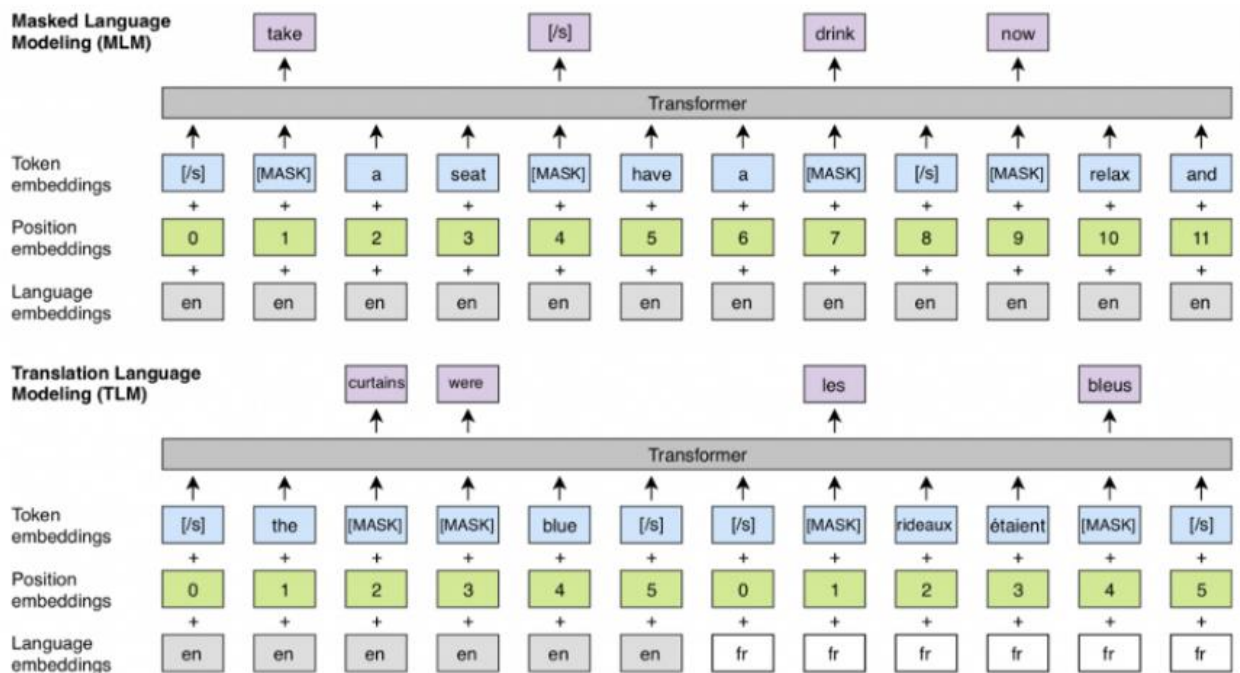 Masked Language
Modeling (MLM)
take [/s] drink now
Transformer
Token
embeddings
[/s] [MASK] a seat [MASK] have a [MASK] [/s] [MASK] relax and
+ + + + + + + + + + + +
Position
embeddings
0 1 2 3 4 5 6 7 8 9 10 11
+ + + + + + + + + + + +
Language
embeddings
en en en en en en en en en en en en
Translation Language
Modeling (TLM)
curtains were les bleus
Transformer
Token
embeddings
[/s] the [MASK] [MASK] blue [/s] [/s] [MASK] rideaux étaient [MASK] [/s]
+ + + + + + + + + + + +
Position
embeddings
0 1 2 3 4 5 0 1 2 3 4 5
+ + + + + + + + + + + +
Language
embeddings
en en en en en en fr fr fr fr fr fr